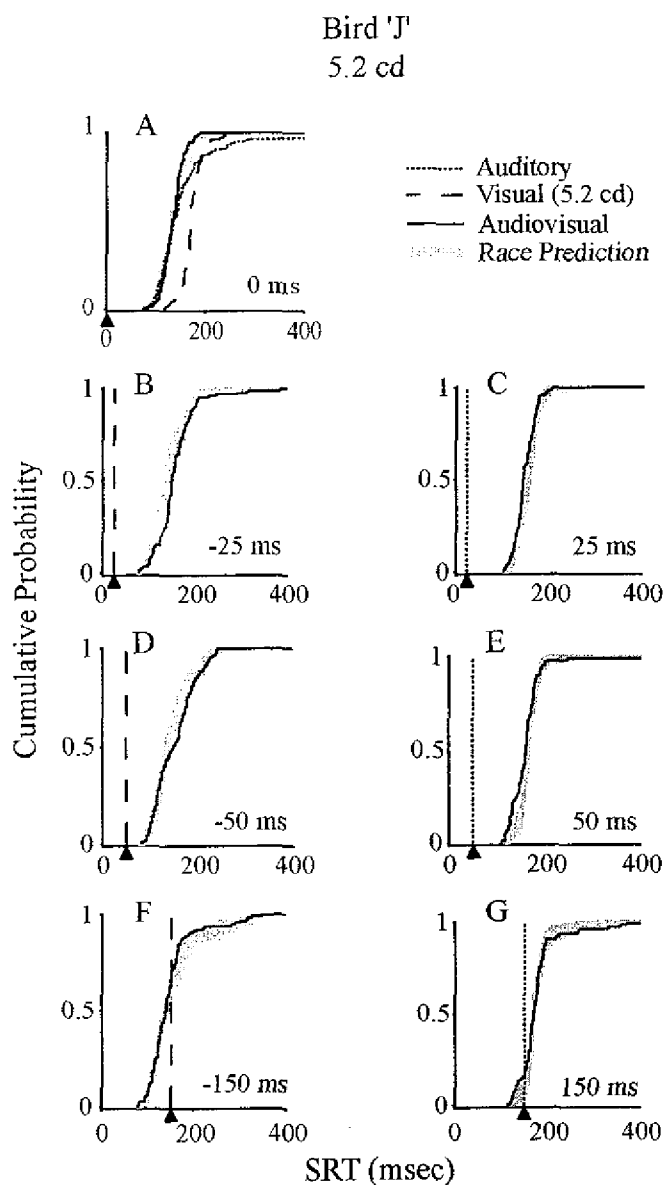 Bird 'J'
5.2 cd
A
1
0
0 ms
0 200 400
Auditory
Visual (5.2 cd)
Audiovisual
Race Prediction
Cumulative Probability
B
1
0.5
0
-25 ms
0 200 400
C
1
0.5
0
25 ms
0 200 400
D
1
0.5
0
-50 ms
0 200 400
E
1
0.5
0
50 ms
0 200 400
F
1
0.5
0
-150 ms
0 200 400
G
1
0.5
0
150 ms
0 200 400
SRT (msec)